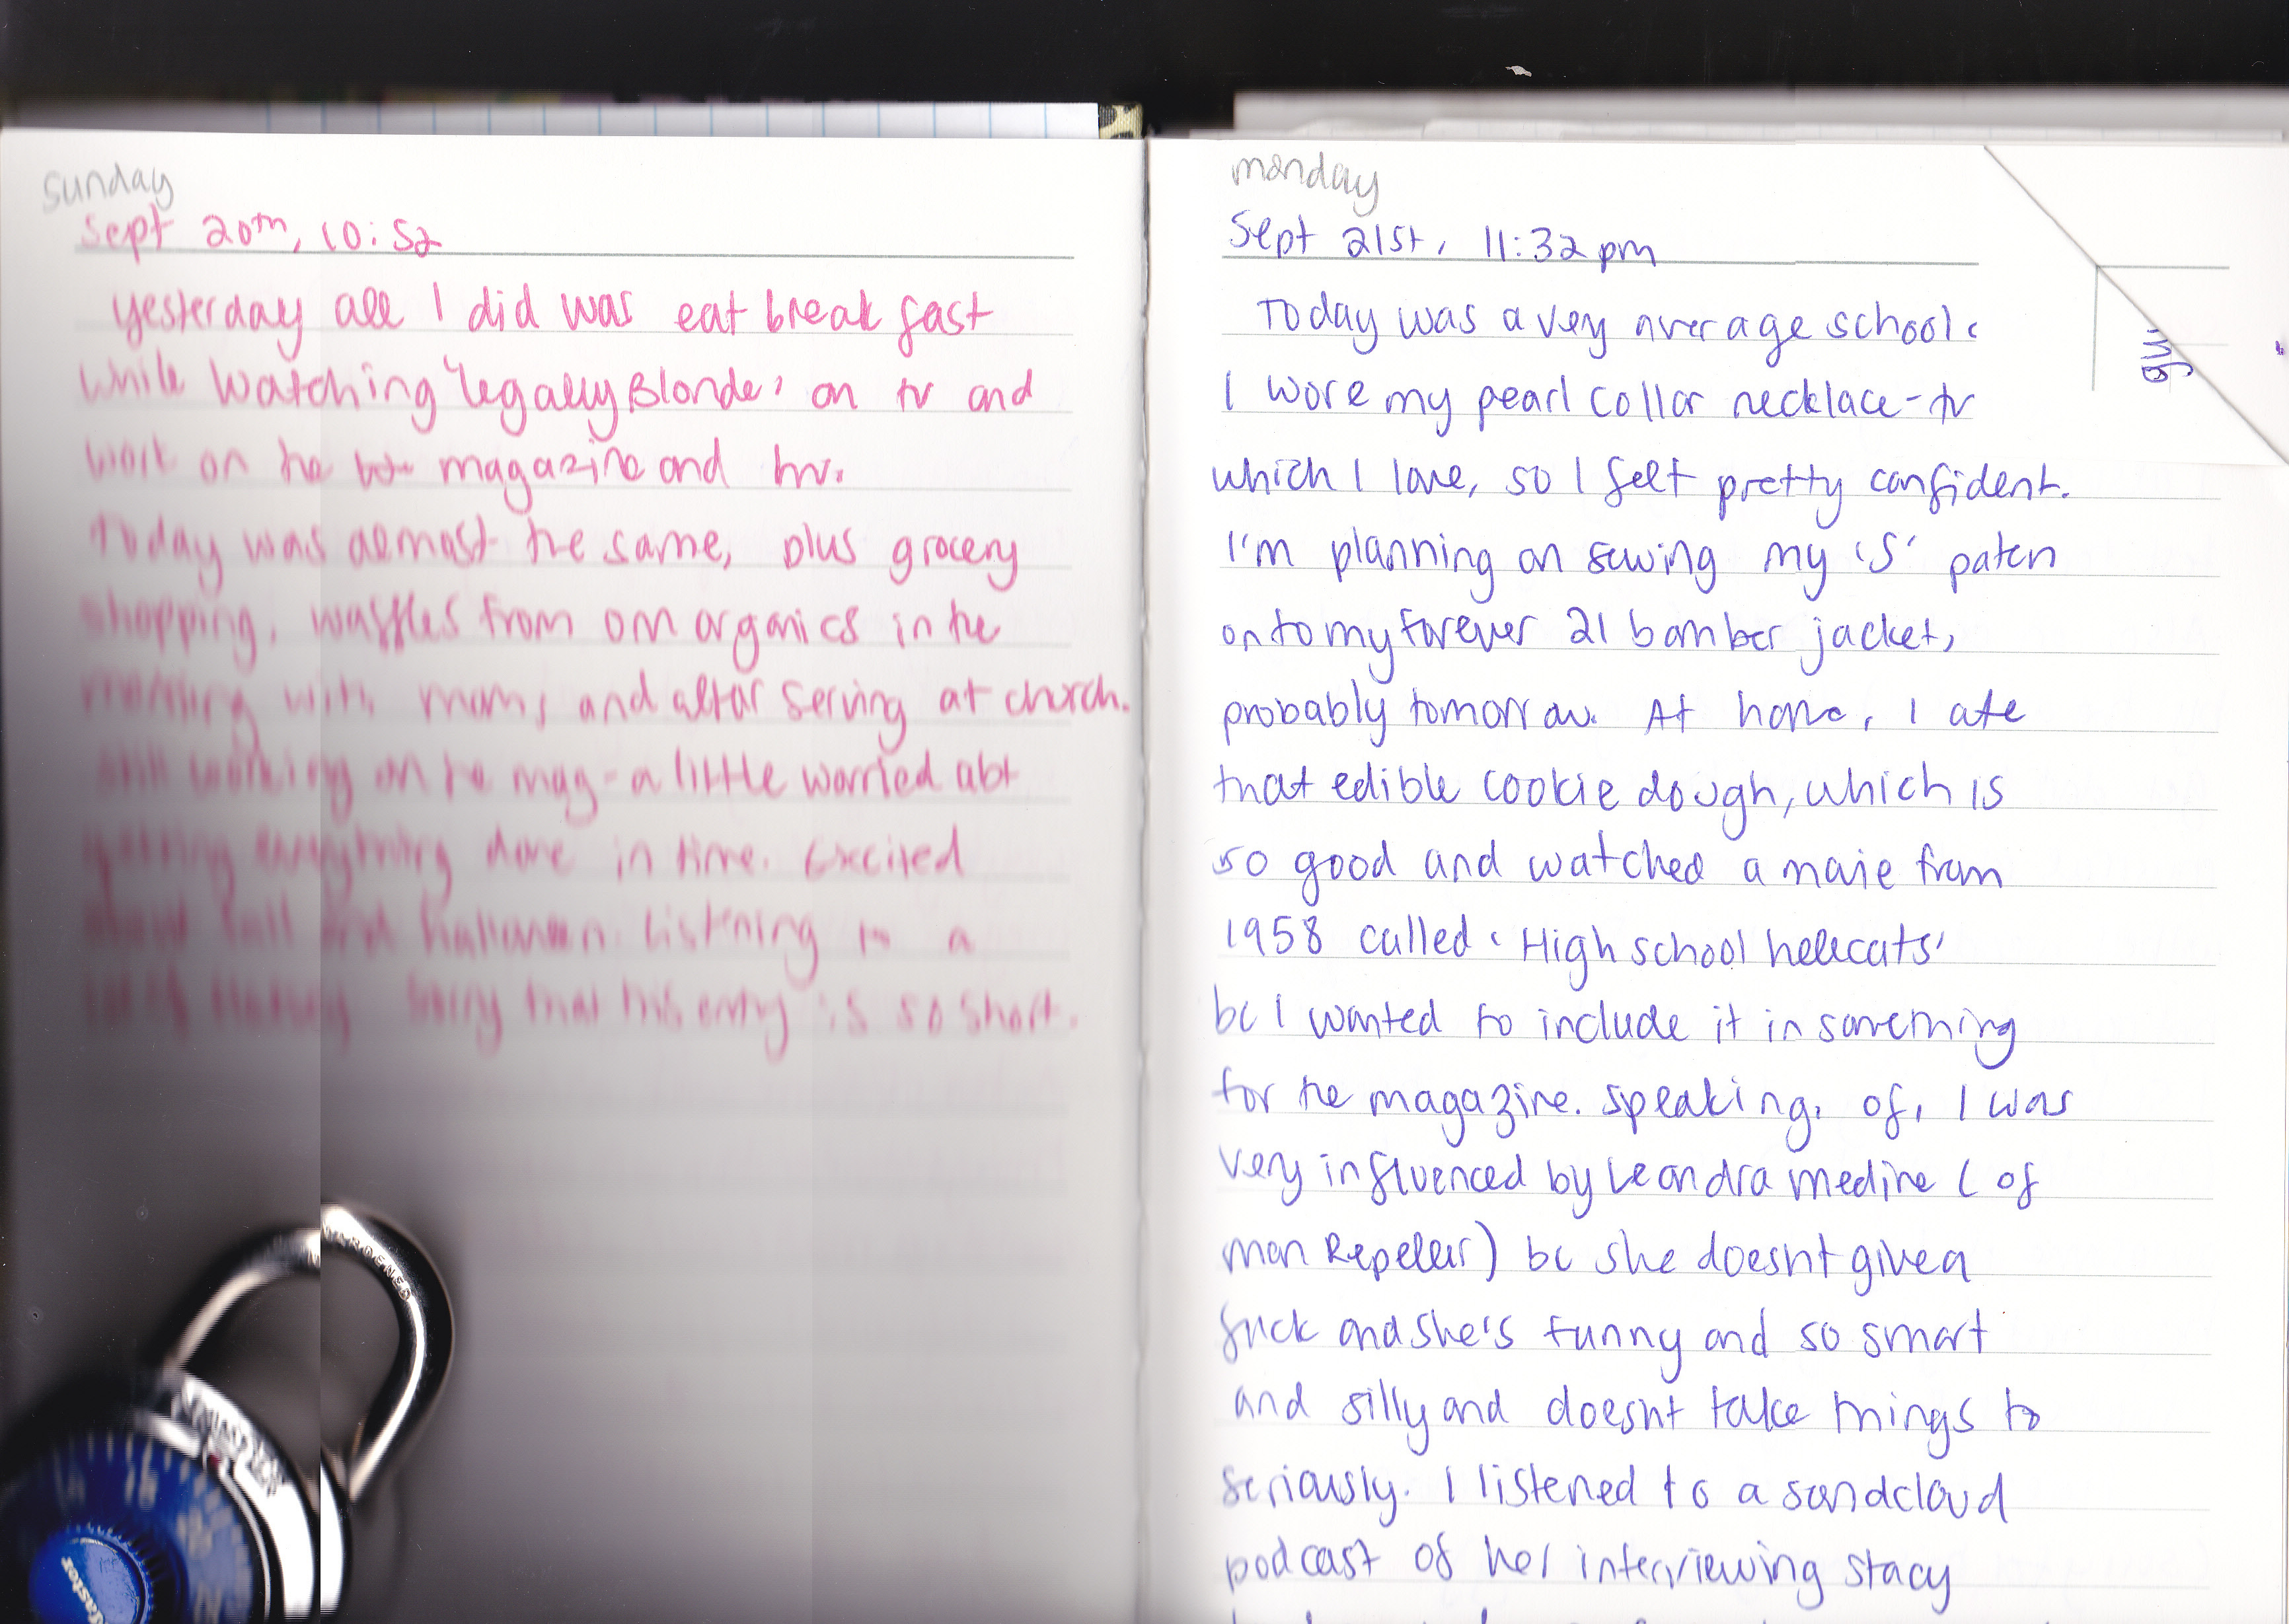 sunday
Sept 20th, 10:52
yesterday all I did was eat breakfast
while watching 'Legally Blonde' on tv and
work on the magazine and hw.
Today was almost the same, plus grocery
shopping, waffles from om organics in the
morning with mom, and altar serving at church.
still working on the mag - a little worried abt
getting everything done in time. Excited
about fall and halloween. Listening to a
lot of Sorry that this entry is so short.
monday
Sept 21st, 11:32 pm
Today was a very average school
I wore my pearl collar necklace -
which I love, so I felt pretty confident.
I'm planning on sewing my 'S' patch
onto my forever 21 bomber jacket,
probably tomorrow. At home, I ate
that edible cookie dough, which is
so good and watched a movie from
1958 called 'High school hellcats'
bc I wanted to include it in something
for the magazine. speaking, of, I was
very influenced by Leandra medine (of
man Repeller) bc she doesn't give a
fuck and she's funny and so smart
and silly and doesn't take things to
seriously. I listened to a soundcloud
podcast of her interviewing stacy
HARDENED
Master